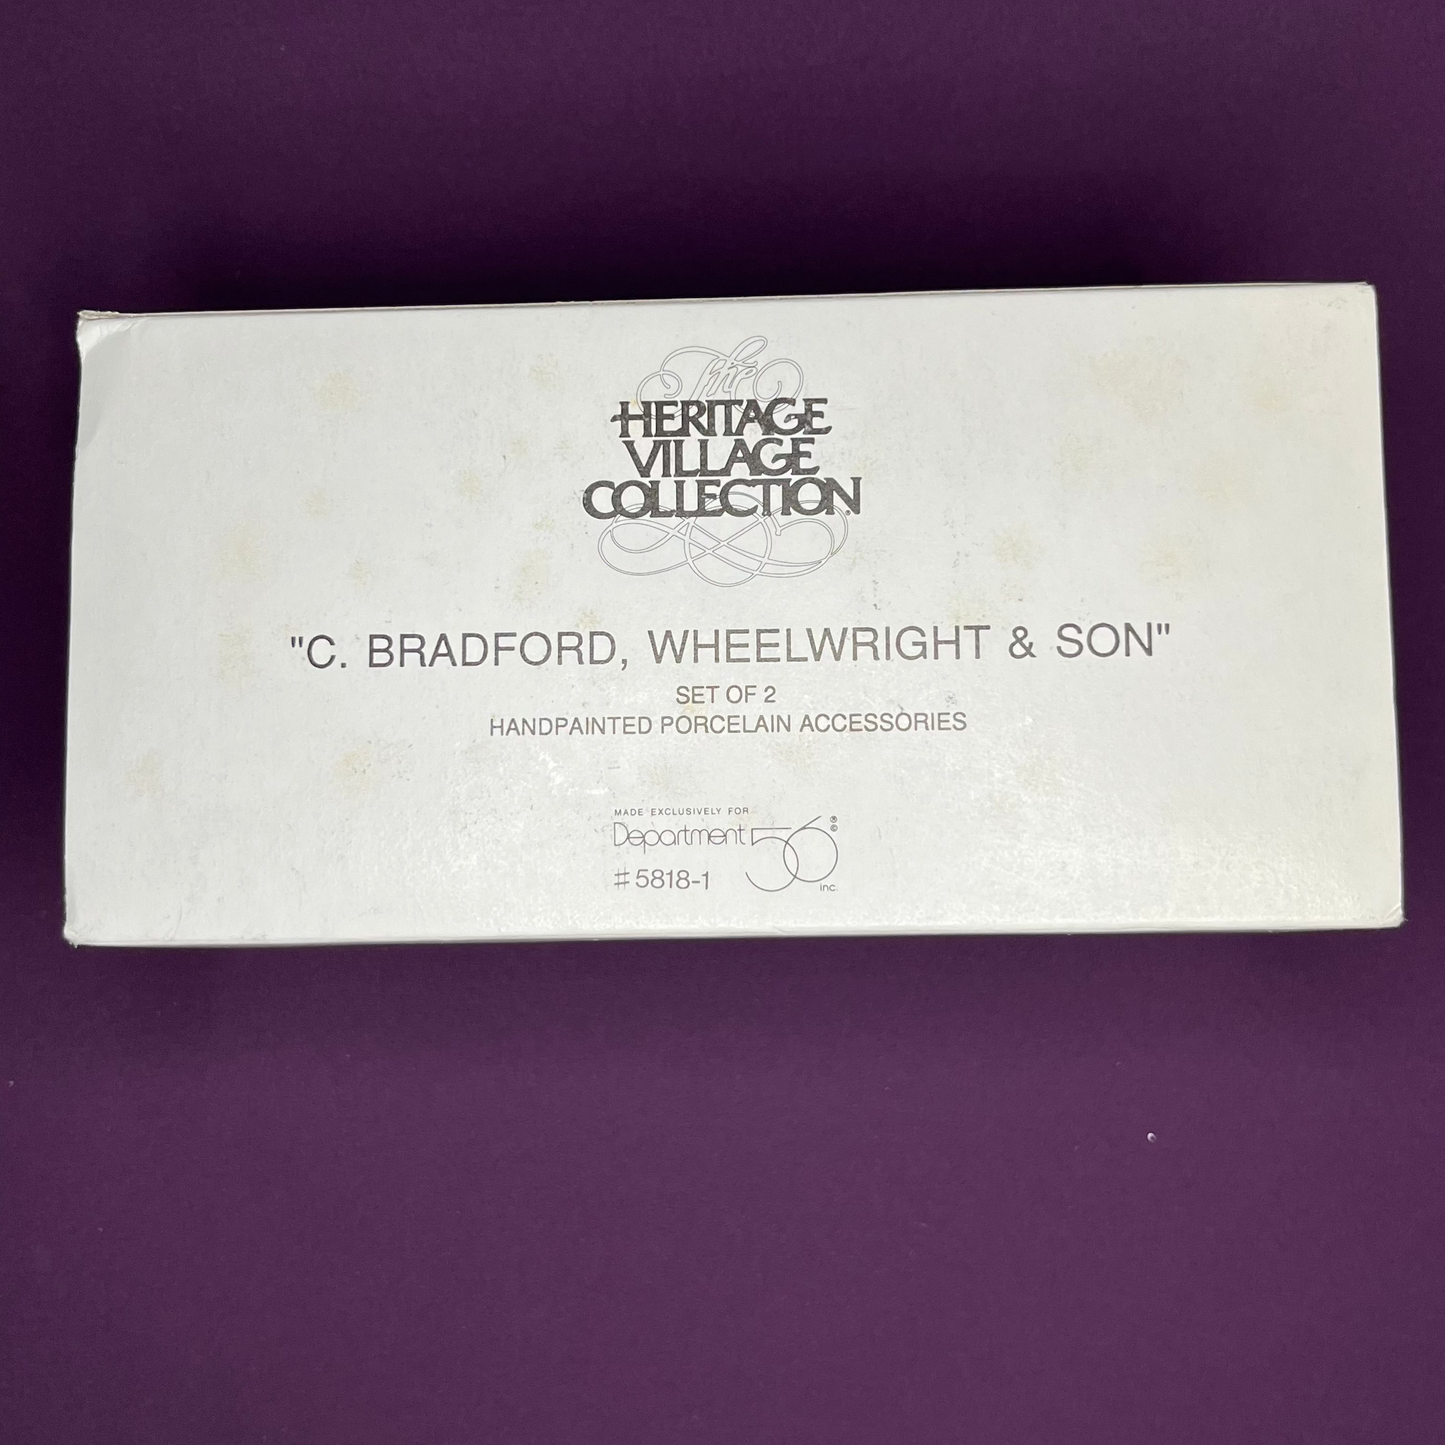 The
HERITAGE
VILLAGE
COLLECTION®
"C. BRADFORD, WHEELWRIGHT & SON"
SET OF 2
HANDPAINTED PORCELAIN ACCESSORIES
MADE EXCLUSIVELY FOR
Department 56 ® ©
#5818-1 inc.